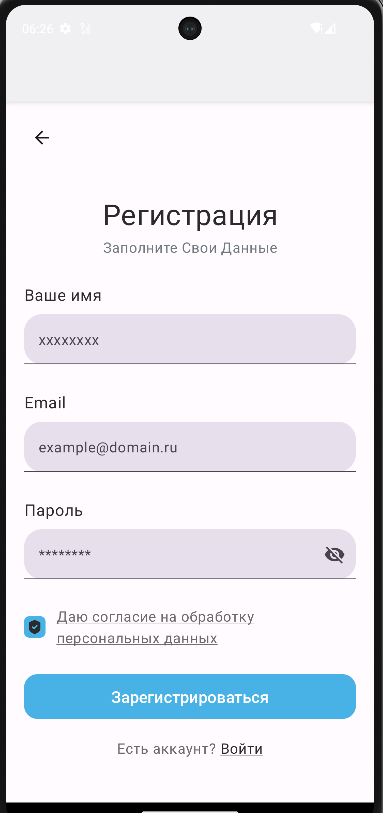 06:26
Регистрация
Заполните Свои Данные
Ваше имя
xxxxxxxx
Email
example@domain.ru
Пароль
********
Даю согласие на обработку
персональных данных
Зарегистрироваться
Есть аккаунт? Войти